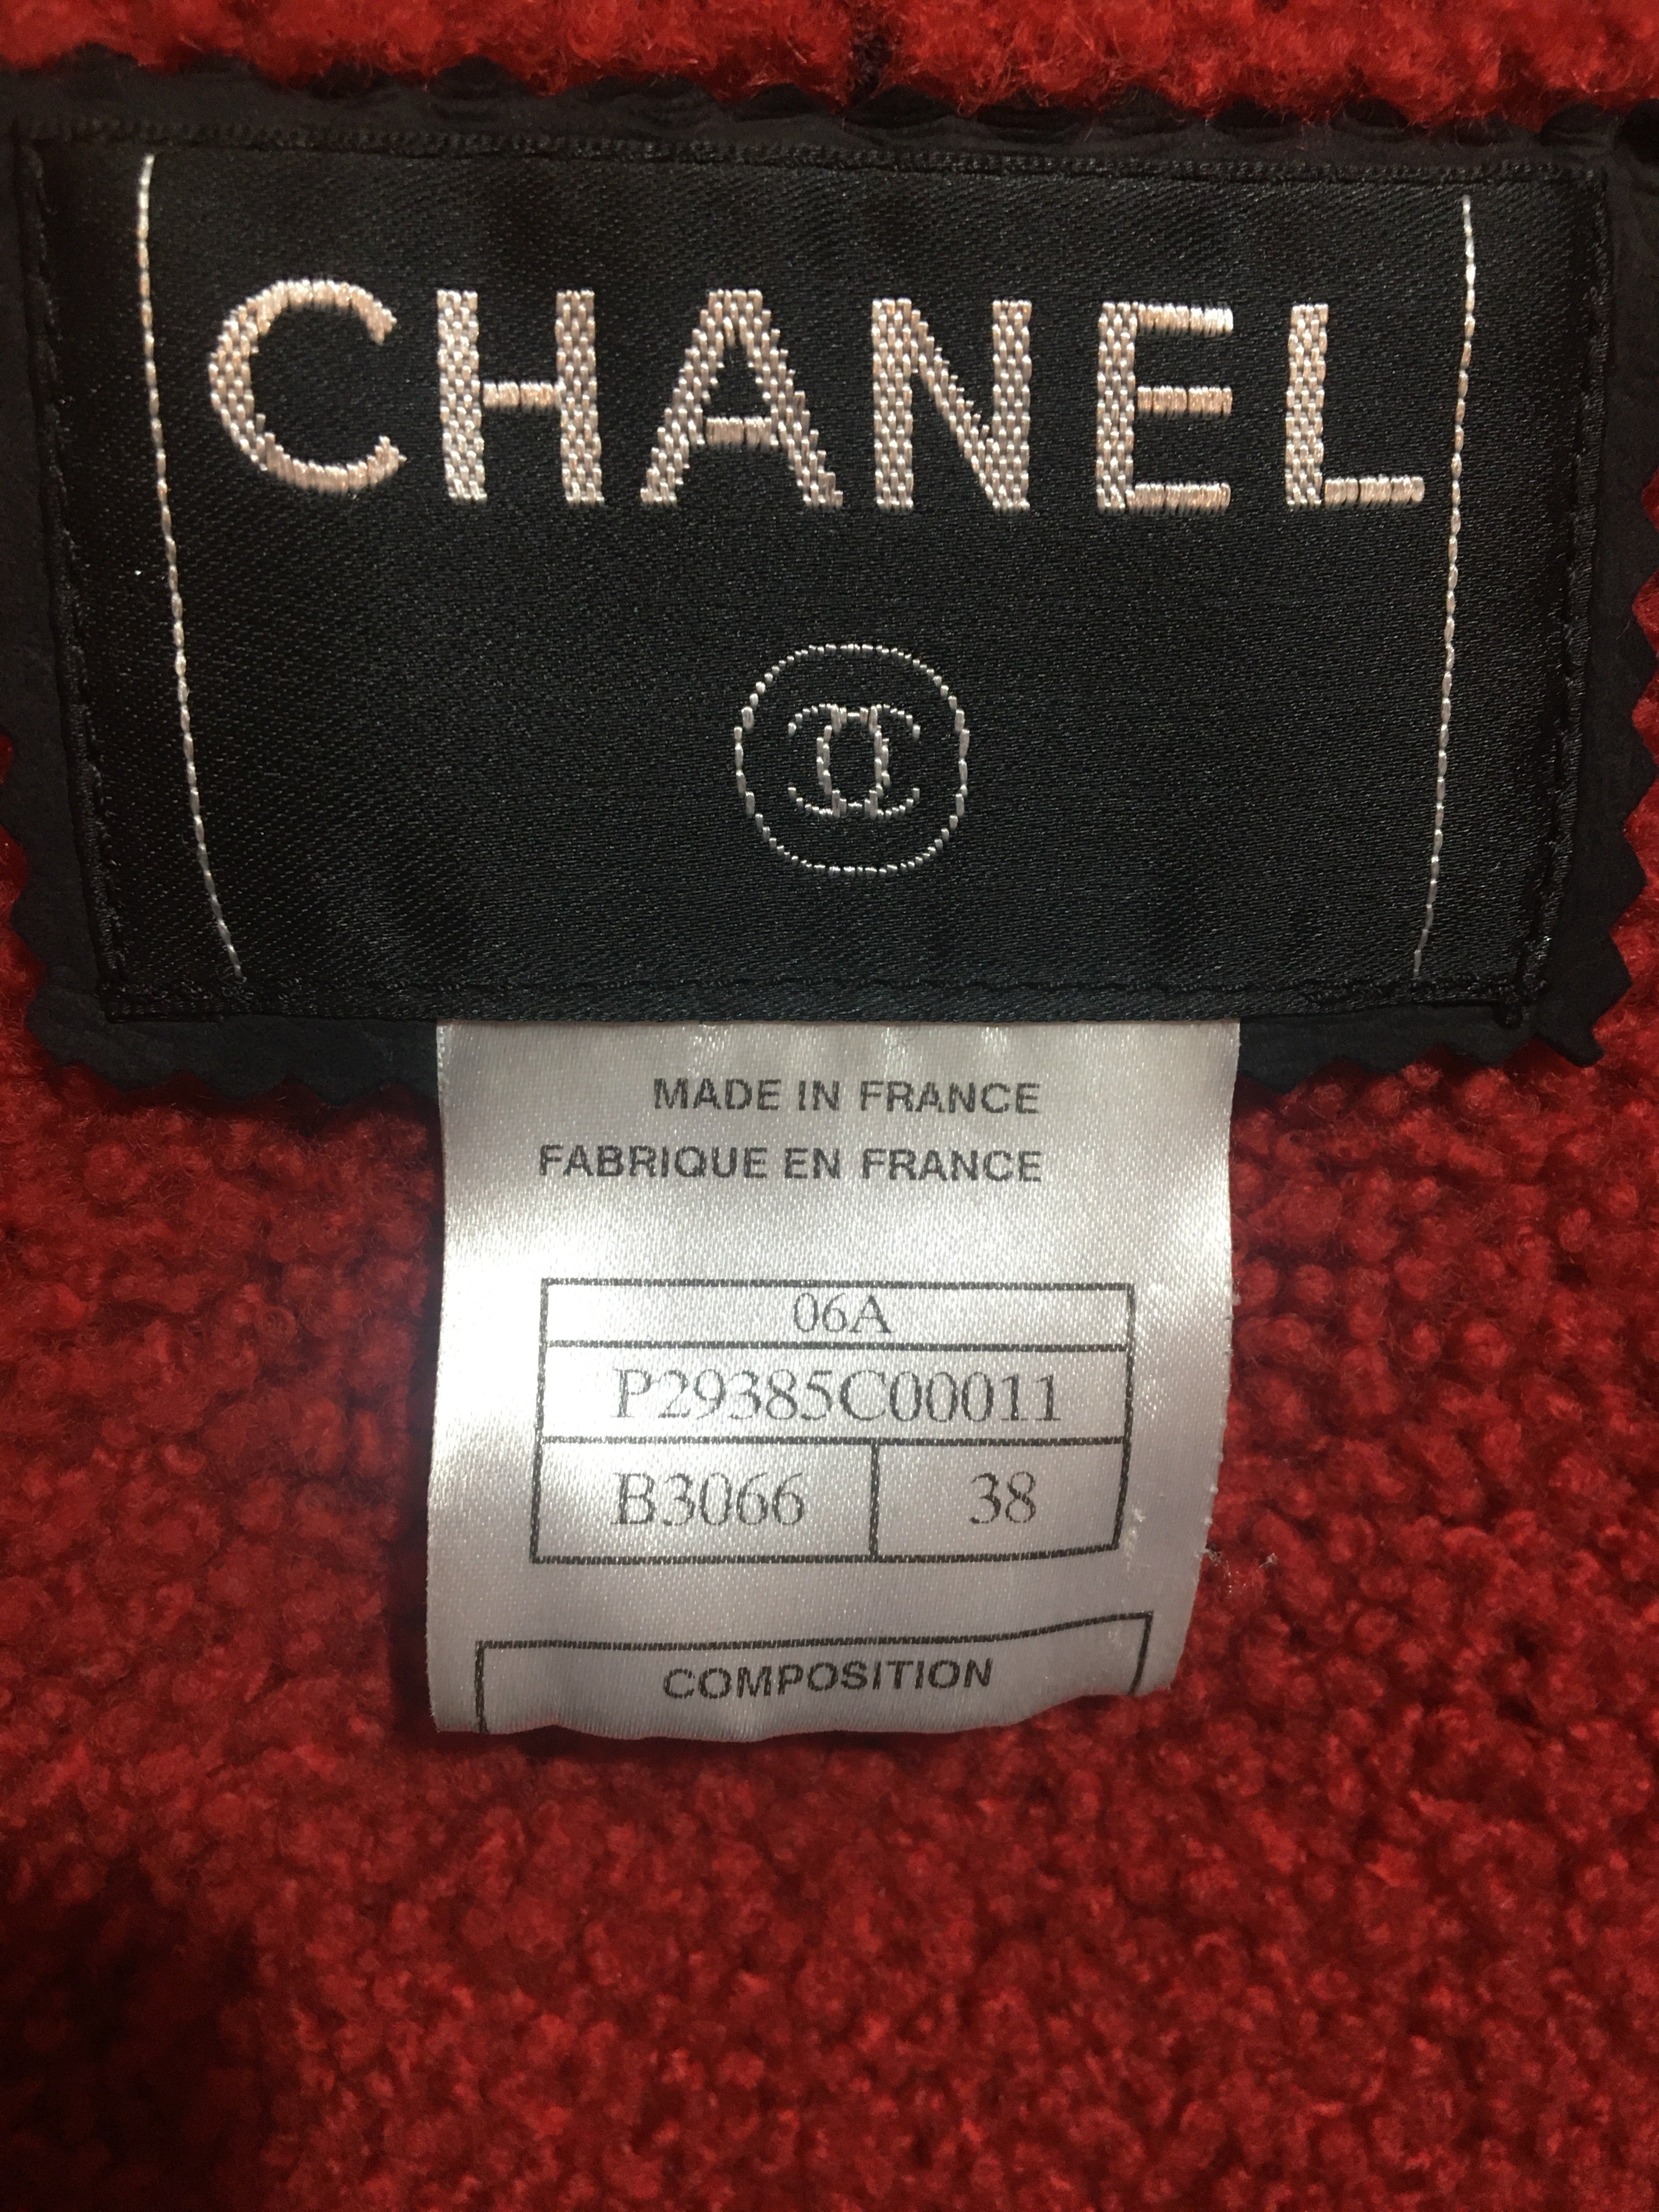 CHANEL
MADE IN FRANCE
FABRIQUE EN FRANCE
06A
P29385C00011
B3066 38
COMPOSITION